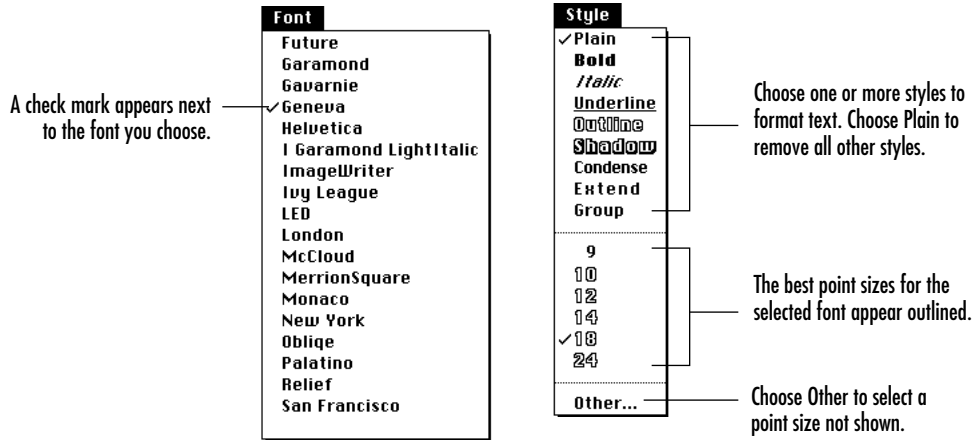 Font
Future
Garamond
Gavarnie
Geneva
Helvetica
I Garamond LightItalic
ImageWriter
Ivy League
LED
London
McCloud
MerrionSquare
Monaco
New York
Obliqe
Palatino
Relief
San Francisco
A check mark appears next
to the font you choose.
Style
Plain
Bold
Italic
Underline
Outline
Shadow
Condense
Extend
Group
9
10
12
14
18
24
Other...
Choose one or more styles to
format text. Choose Plain to
remove all other styles.
The best point sizes for the
selected font appear outlined.
Choose Other to select a
point size not shown.